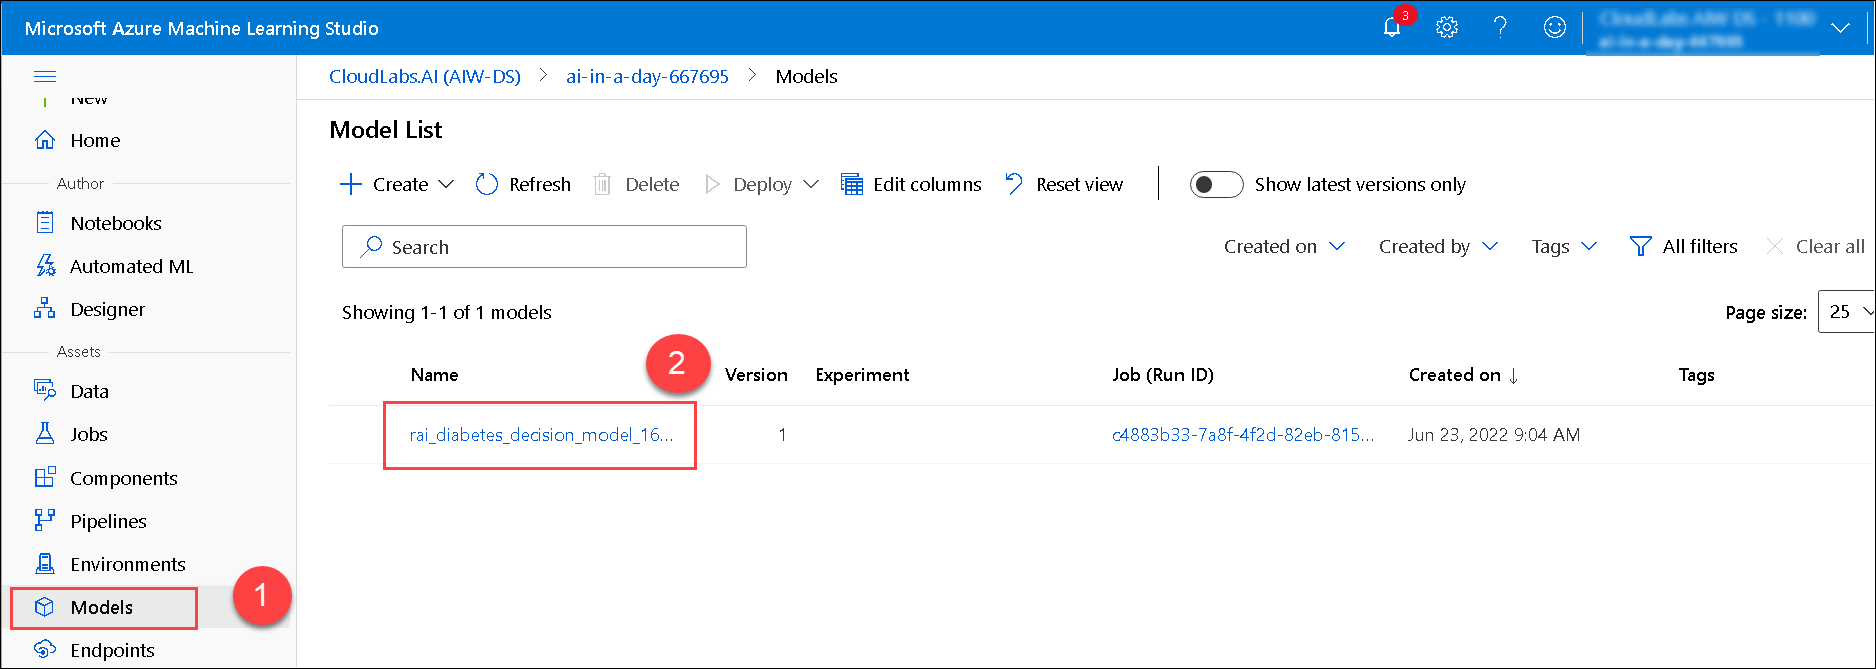 Microsoft Azure Machine Learning Studio
3
CloudLabs.AI (AIW-DS) > ai-in-a-day-667695 > Models
New
Home
Author
Notebooks
Automated ML
Designer
Assets
Data
Jobs
Components
Pipelines
Environments
Models
1
Endpoints
Model List
Create Refresh Delete Deploy Edit columns Reset view Show latest versions only
Search
Created on Created by Tags All filters Clear all
Showing 1-1 of 1 models
Page size: 25
2
Name Version Experiment Job (Run ID) Created on ↓ Tags
rai_diabetes_decision_model_16... 1 c4883b33-7a8f-4f2d-82eb-815... Jun 23, 2022 9:04 AM